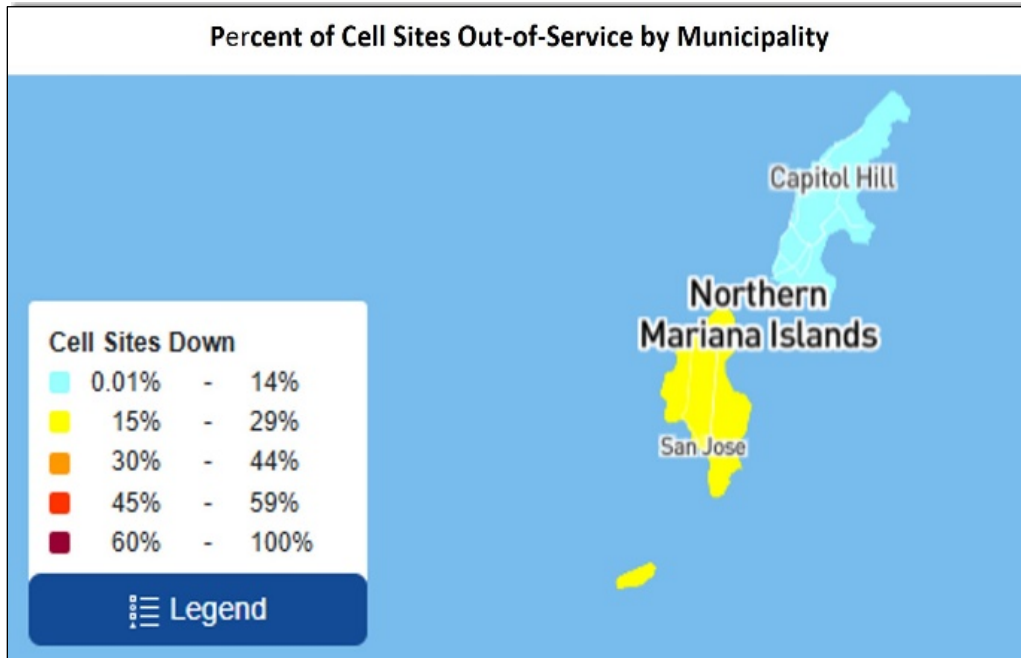 Percent of Cell Sites Out-of-Service by Municipality
Capitol Hill
Northern
Mariana Islands
San Jose
Cell Sites Down
0.01% - 14%
15% - 29%
30% - 44%
45% - 59%
60% - 100%
Legend